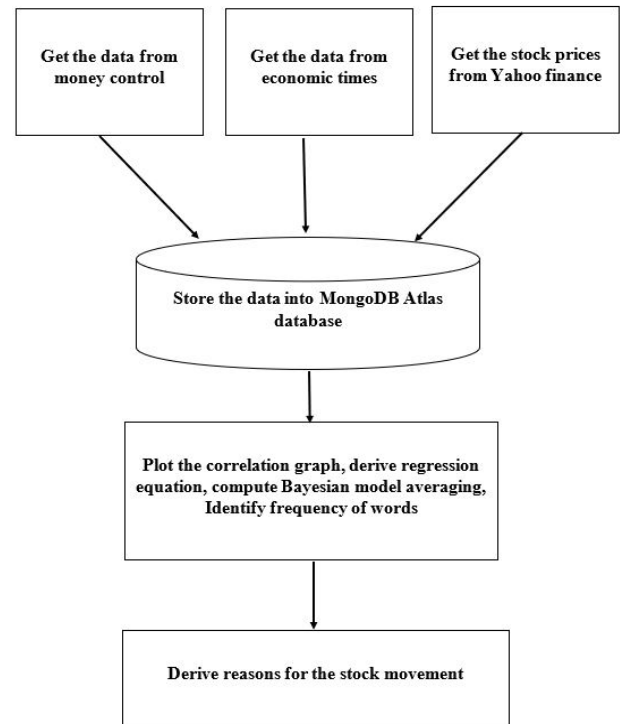 Get the data from
money control
Get the data from
economic times
Get the stock prices
from Yahoo finance
Store the data into MongoDB Atlas
database
Plot the correlation graph, derive regression
equation, compute Bayesian model averaging,
Identify frequency of words
Derive reasons for the stock movement